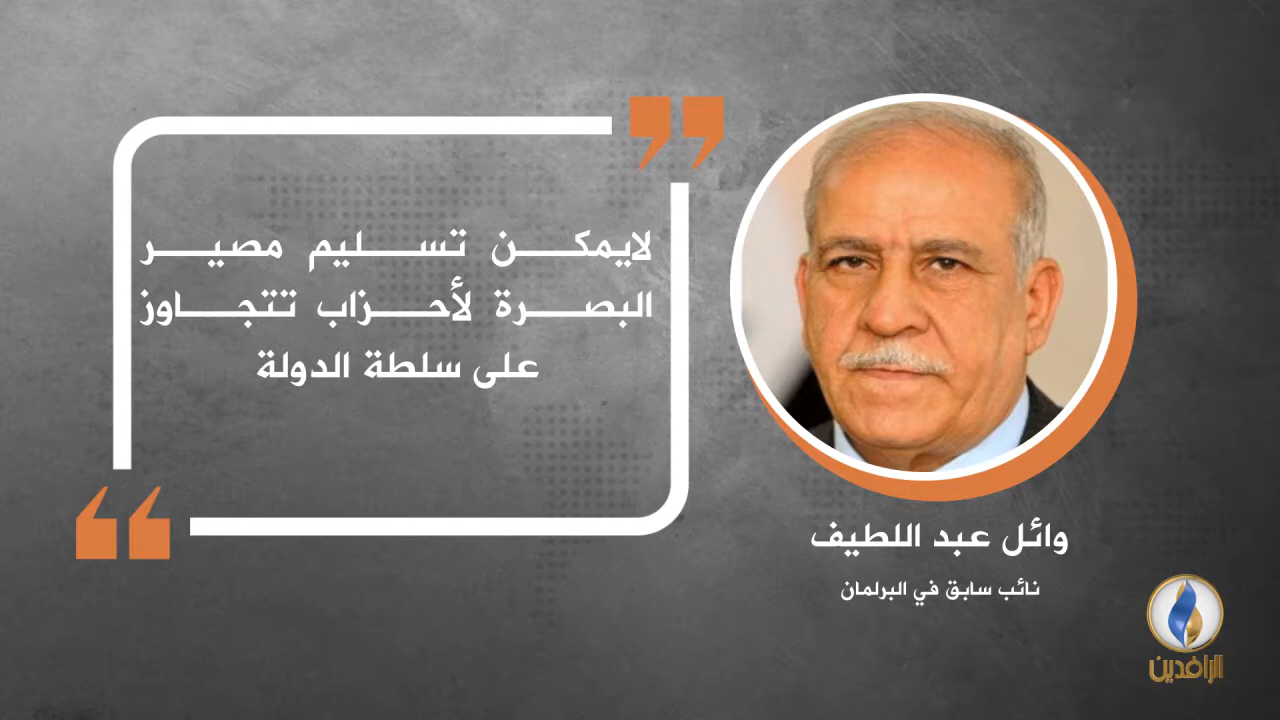 لايمكن تسليم مصير
البصرة لأحزاب تتجاوز
على سلطة الدولة
وائل عبد اللطيف
نائب سابق في البرلمان
الرافدين